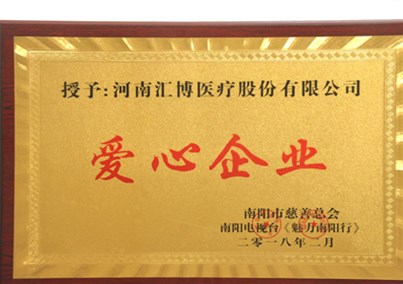 授予:河南汇博医疗股份有限公司
爱心企业
南阳市慈善总会
南阳电视台《魅力南阳行》
二零一八年二月